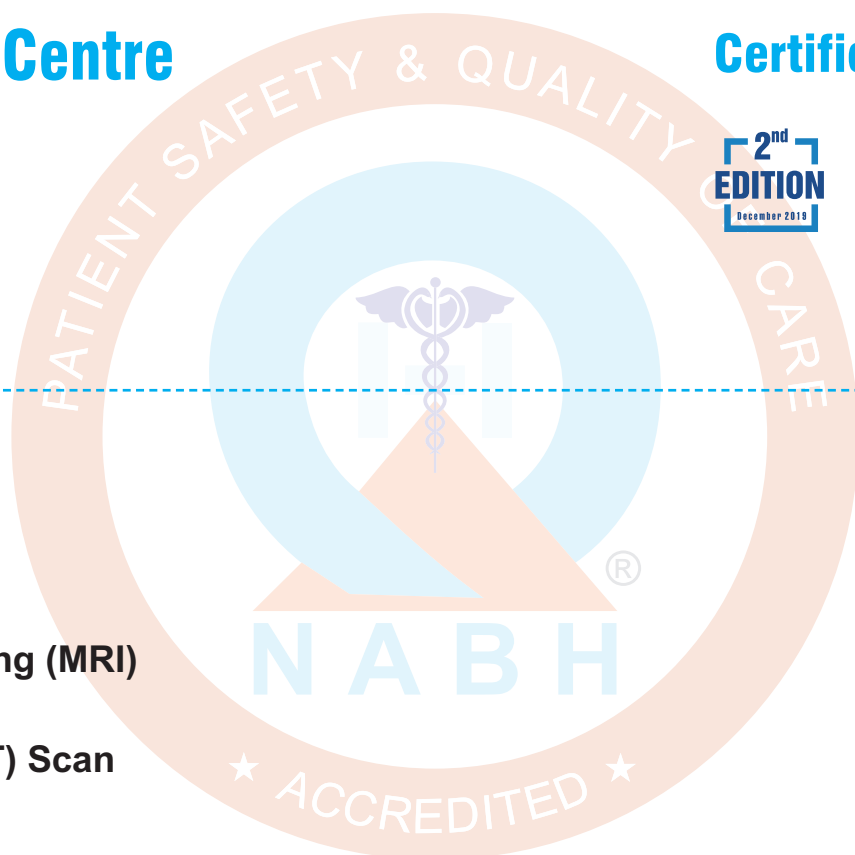 Centre
Certific
PATIENT SAFETY & QUALITY OF CARE
2nd
EDITION
December 2019
H
®
ng (MRI)
NABH
T) Scan
★ ACCREDITED ★